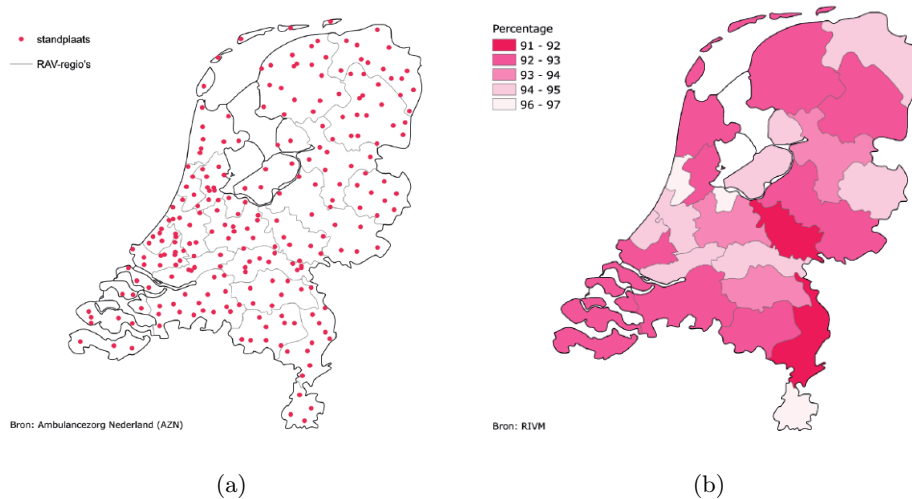 standplaats
RAV-regio's
Bron: Ambulancezorg Nederland (AZN)
(a)
Percentage
91 - 92
92 - 93
93 - 94
94 - 95
96 - 97
Bron: RIVM
(b)